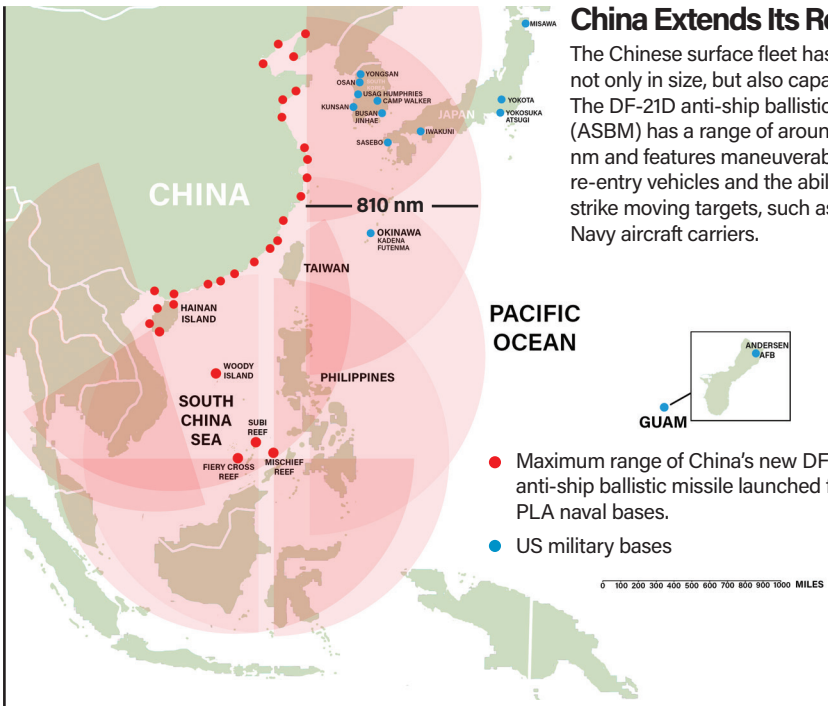 China Extends Its Re
The Chinese surface fleet has
not only in size, but also capa
The DF-21D anti-ship ballistic
(ASBM) has a range of aroun
nm and features maneuverab
re-entry vehicles and the abil
strike moving targets, such as
Navy aircraft carriers.
MISAWA
YONGSAN
OSAN
USAG HUMPHRIES
CAMP WALKER
KUNSAN
BUSAN
JINHAE
JAPAN
YOKOTA
YOKOSUKA
ATSUGI
IWAKUNI
SASEBO
CHINA
810 nm
OKINAWA
KADENA
FUTENMA
TAIWAN
HAINAN
ISLAND
PACIFIC
OCEAN
ANDERSEN
AFB
GUAM
WOODY
ISLAND
PHILIPPINES
SOUTH
CHINA
SEA
SUBI
REEF
FIERY CROSS
REEF
MISCHIEF
REEF
Maximum range of China's new DF
anti-ship ballistic missile launched f
PLA naval bases.
US military bases
0 100 200 300 400 500 600 700 800 900 1000 MILES